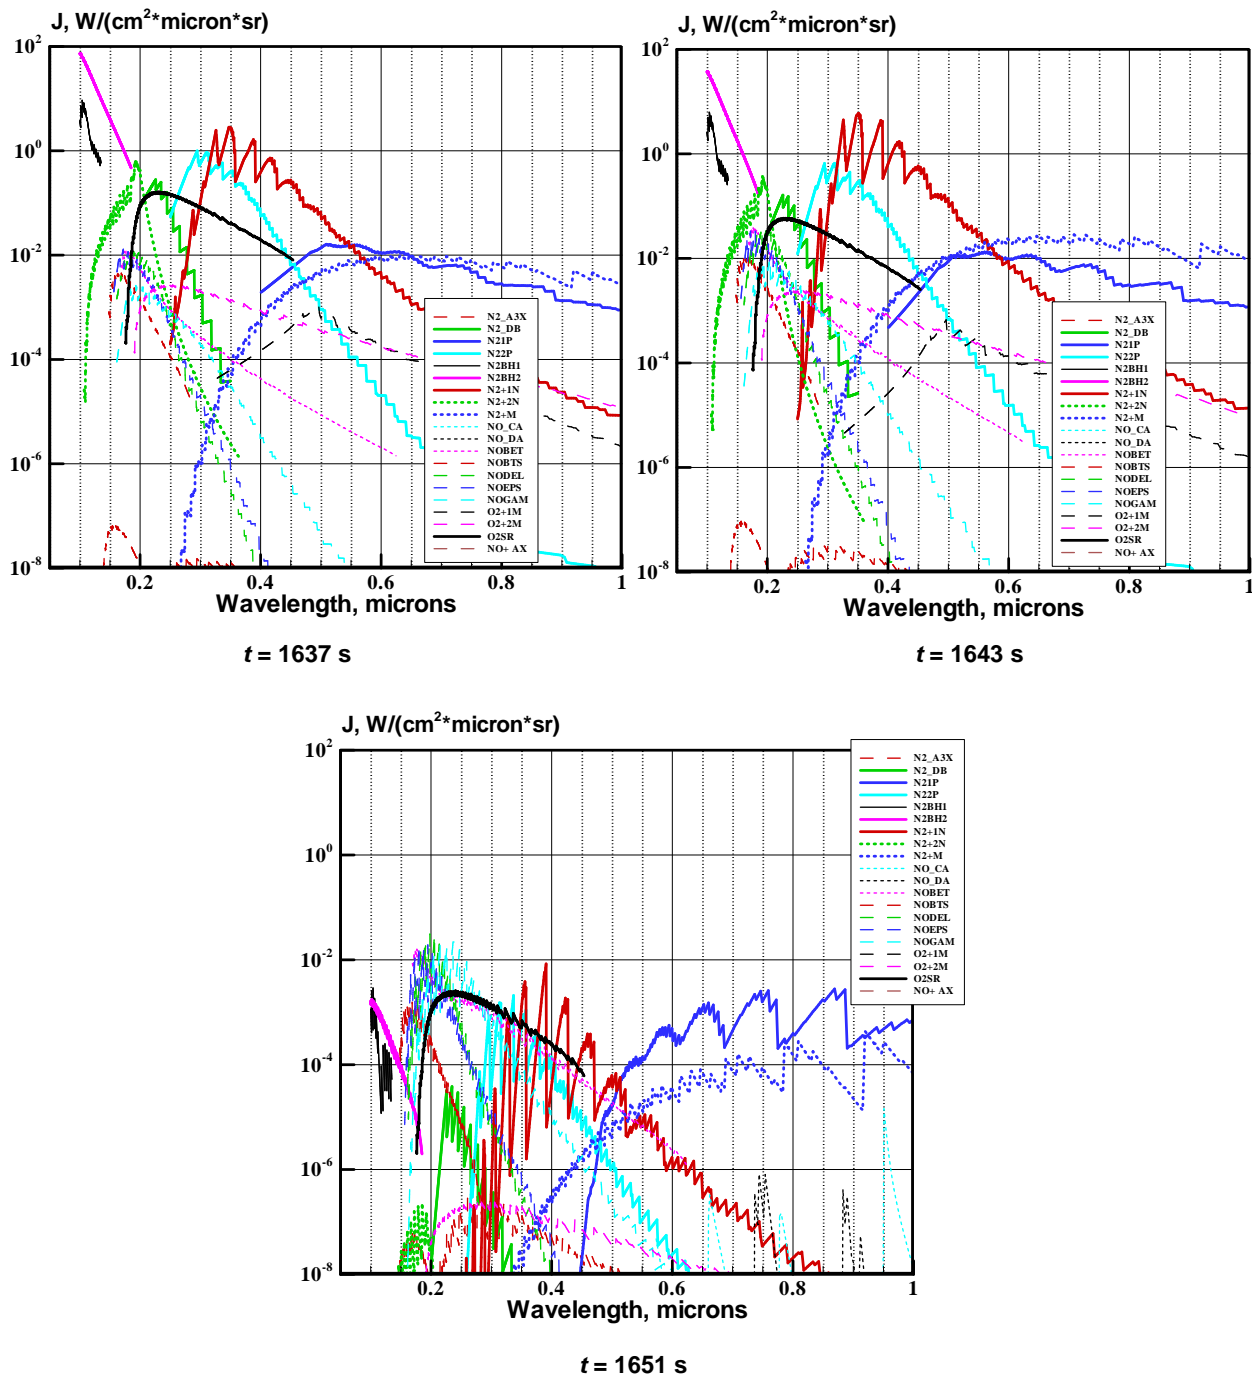 J, W/(cm²*micron*sr)
10²
10⁰
10⁻²
10⁻⁴
10⁻⁶
10⁻⁸
0.2 0.4 0.6 0.8 1
Wavelength, microns
N2_A3X
N2_DB
N21P
N22P
N2BH1
N2BH2
N2+1N
N2+2N
N2+M
NO_CA
NO_DA
NOBET
NOBTS
NODEL
NOEPS
NOGAM
O2+1M
O2+2M
O2SR
NO+ AX
t = 1637 s
J, W/(cm²*micron*sr)
10²
10⁰
10⁻²
10⁻⁴
10⁻⁶
10⁻⁸
0.2 0.4 0.6 0.8 1
Wavelength, microns
N2_A3X
N2_DB
N21P
N22P
N2BH1
N2BH2
N2+1N
N2+2N
N2+M
NO_CA
NO_DA
NOBET
NOBTS
NODEL
NOEPS
NOGAM
O2+1M
O2+2M
O2SR
NO+ AX
t = 1643 s
J, W/(cm²*micron*sr)
10²
10⁰
10⁻²
10⁻⁴
10⁻⁶
10⁻⁸
0.2 0.4 0.6 0.8 1
Wavelength, microns
N2_A3X
N2_DB
N21P
N22P
N2BH1
N2BH2
N2+1N
N2+2N
N2+M
NO_CA
NO_DA
NOBET
NOBTS
NODEL
NOEPS
NOGAM
O2+1M
O2+2M
O2SR
NO+ AX
t = 1651 s